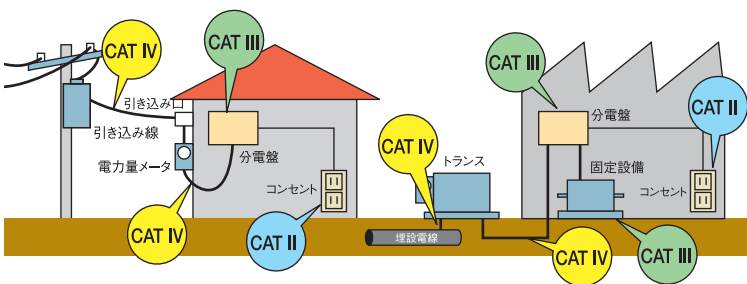 CAT IV
CAT III
引き込み口
引き込み線
電力量メータ
分電盤
コンセント
CAT IV
CAT II
CAT IV
トランス
埋設電線
CAT III
分電盤
CAT II
固定設備
コンセント
CAT IV
CAT III